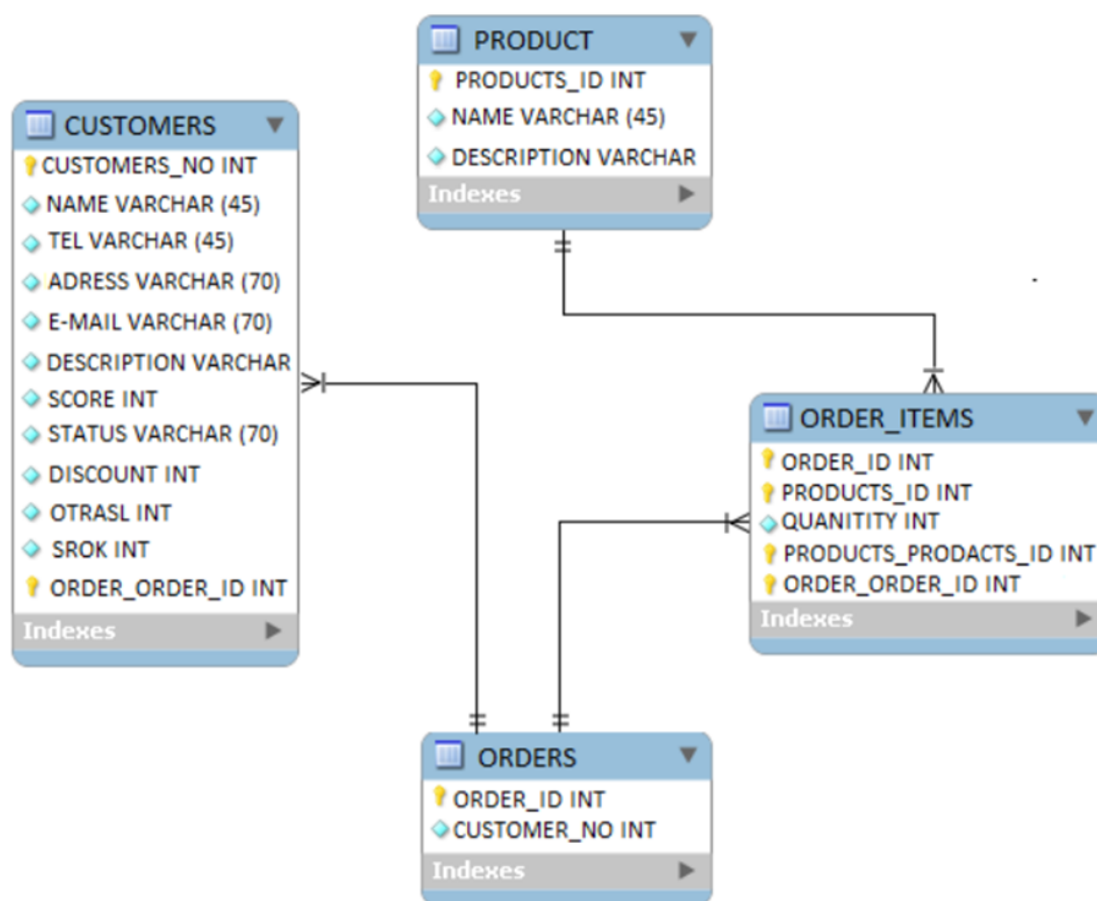 PRODUCT
PRODUCTS_ID INT
NAME VARCHAR (45)
DESCRIPTION VARCHAR
Indexes
CUSTOMERS
CUSTOMERS_NO INT
NAME VARCHAR (45)
TEL VARCHAR (45)
ADRESS VARCHAR (70)
E-MAIL VARCHAR (70)
DESCRIPTION VARCHAR
SCORE INT
STATUS VARCHAR (70)
DISCOUNT INT
OTRASL INT
SROK INT
ORDER_ORDER_ID INT
Indexes
ORDER_ITEMS
ORDER_ID INT
PRODUCTS_ID INT
QUANITITY INT
PRODUCTS_PRODACTS_ID INT
ORDER_ORDER_ID INT
Indexes
ORDERS
ORDER_ID INT
CUSTOMER_NO INT
Indexes